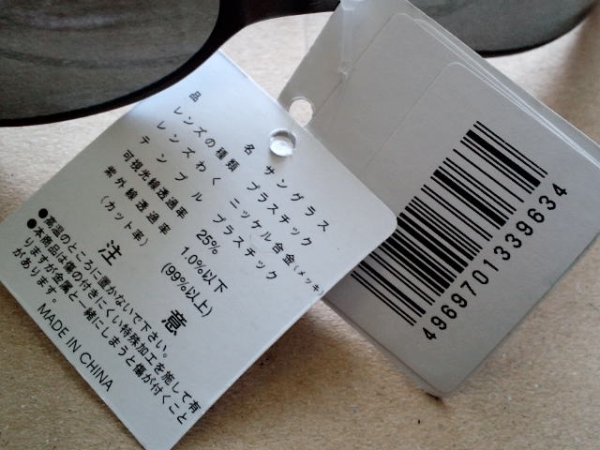 品名 サングラス
レンズの種類 プラスチック
レンズわく ニッケル合金(メッキ)
テンプル プラスチック
可視光線透過率 25%
紫外線透過率 1.0%以下
(カット率) (99%以上)
注意
●高温のところに置かないで下さい。
●本商品は傷の付きにくい特殊加工を施して有
りますが金属と一緒にしまうと傷が付くこと
があります。
MADE IN CHINA
4969701339634